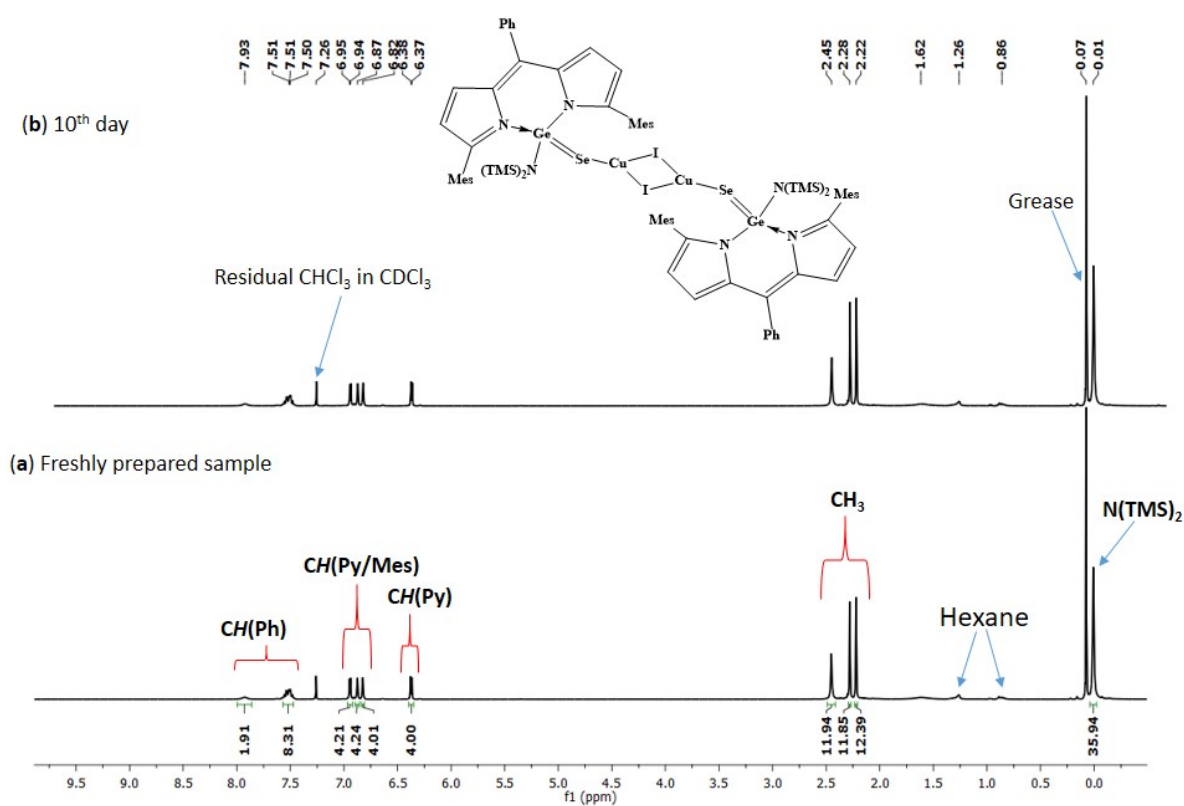 7.93
7.51
7.51
7.50
7.26
6.95
6.94
6.87
6.82
6.38
6.37
2.45
2.28
2.22
1.62
1.26
0.86
0.07
0.01
(b) 10th day
Ph
N
N
Mes
Ge
(TMS)₂N
Se
Cu
I
I
Cu
Se
N(TMS)₂
Mes
Mes
Ge
N
N
Mes
Ph
Grease
Residual CHCl₃ in CDCl₃
(a) Freshly prepared sample
CH₃
N(TMS)₂
CH(Py/Mes)
CH(Py)
CH(Ph)
Hexane
1.91
8.31
4.21
4.24
4.01
4.00
11.94
11.85
12.39
35.94
9.5 9.0 8.5 8.0 7.5 7.0 6.5 6.0 5.5 5.0 4.5 4.0 3.5 3.0 2.5 2.0 1.5 1.0 0.5 0.0
f1 (ppm)